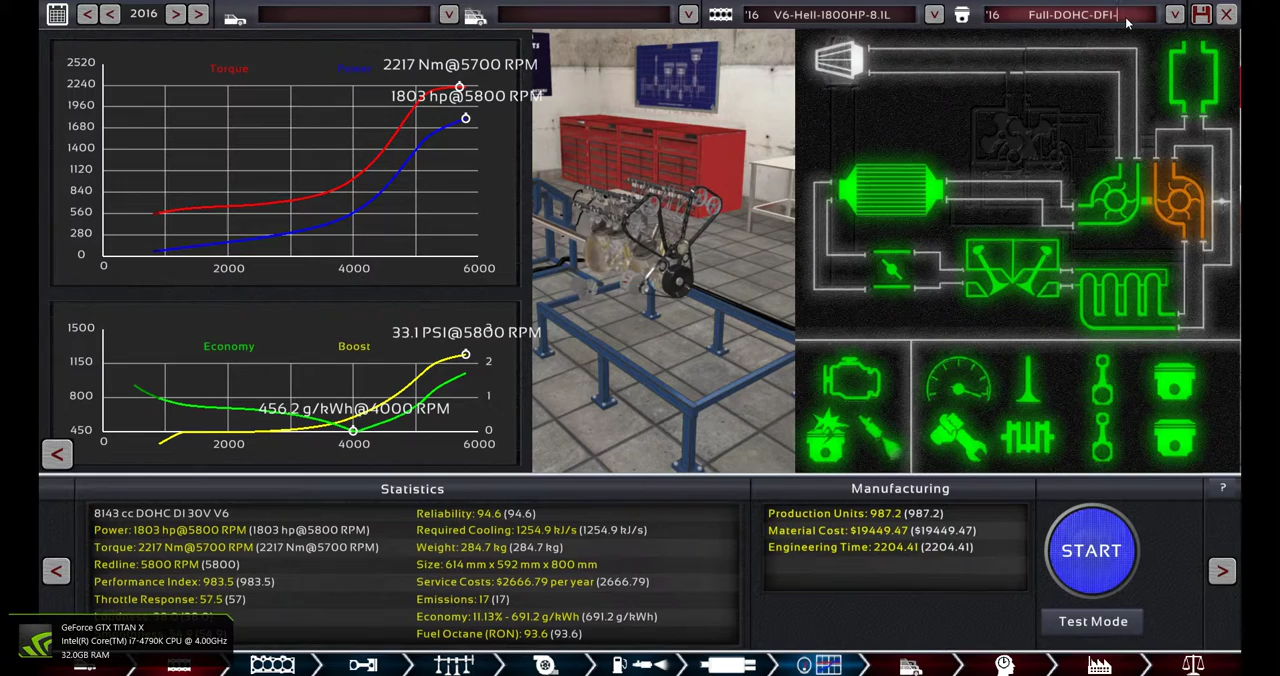 2016
'16 V6-Hell-1800HP-8.IL
'16 Full-DOHC-DFI-
Torque
2217 Nm@5700 RPM
1803 hp@5800 RPM
2520
2240
1960
1680
1400
1120
840
560
280
0
0 2000 4000 6000
Economy
Boost
33.1 PSI@5800 RPM
456.2 g/kWh@4000 RPM
1500
1150
800
450
2
1
0
0 2000 4000 6000
Statistics
8143 cc DOHC DI 30V V6
Power: 1803 hp@5800 RPM (1803 hp@5800 RPM)
Torque: 2217 Nm@5700 RPM (2217 Nm@5700 RPM)
Redline: 5800 RPM (5800)
Performance Index: 983.5 (983.5)
Throttle Response: 57.5 (57)
Reliability: 94.6 (94.6)
Required Cooling: 1254.9 kJ/s (1254.9 kJ/s)
Weight: 284.7 kg (284.7 kg)
Size: 614 mm x 592 mm x 800 mm
Service Costs: $2666.79 per year (2666.79)
Emissions: 17 (17)
Economy: 11.13% - 691.2 g/kWh (691.2 g/kWh)
Fuel Octane (RON): 93.6 (93.6)
Manufacturing
Production Units: 987.2 (987.2)
Material Cost: $19449.47 ($19449.47)
Engineering Time: 2204.41 (2204.41)
?
START
Test Mode
GeForce GTX TITAN X
Intel(R) Core(TM) i7-4790K CPU @ 4.00GHz
32.0GB RAM